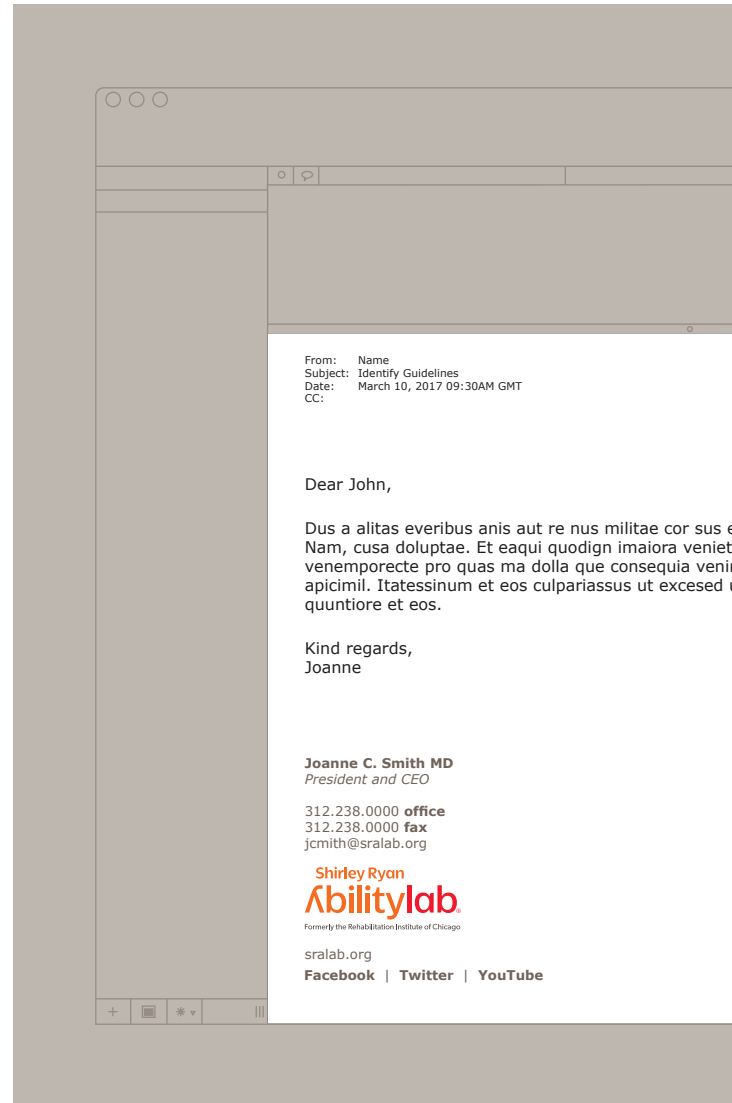 From: Name
Subject: Identify Guidelines
Date: March 10, 2017 09:30AM GMT
CC:
Dear John,
Dus a alitas everibus anis aut re nus militae cor sus
Nam, cusa doluptae. Et eaqui quodign imaiora veniet
venemporecte pro quas ma dolla que consequia
apicimil. Itatessinum et eos culpariassus ut excesed
quuntiore et eos.
Kind regards,
Joanne
Joanne C. Smith MD
President and CEO
312.238.0000 office
312.238.0000 fax
jcmith@sralab.org
Shirley Ryan
Abilitylab®
Formerly the Rehabilitation Institute of Chicago
sralab.org
Facebook | Twitter | YouTube